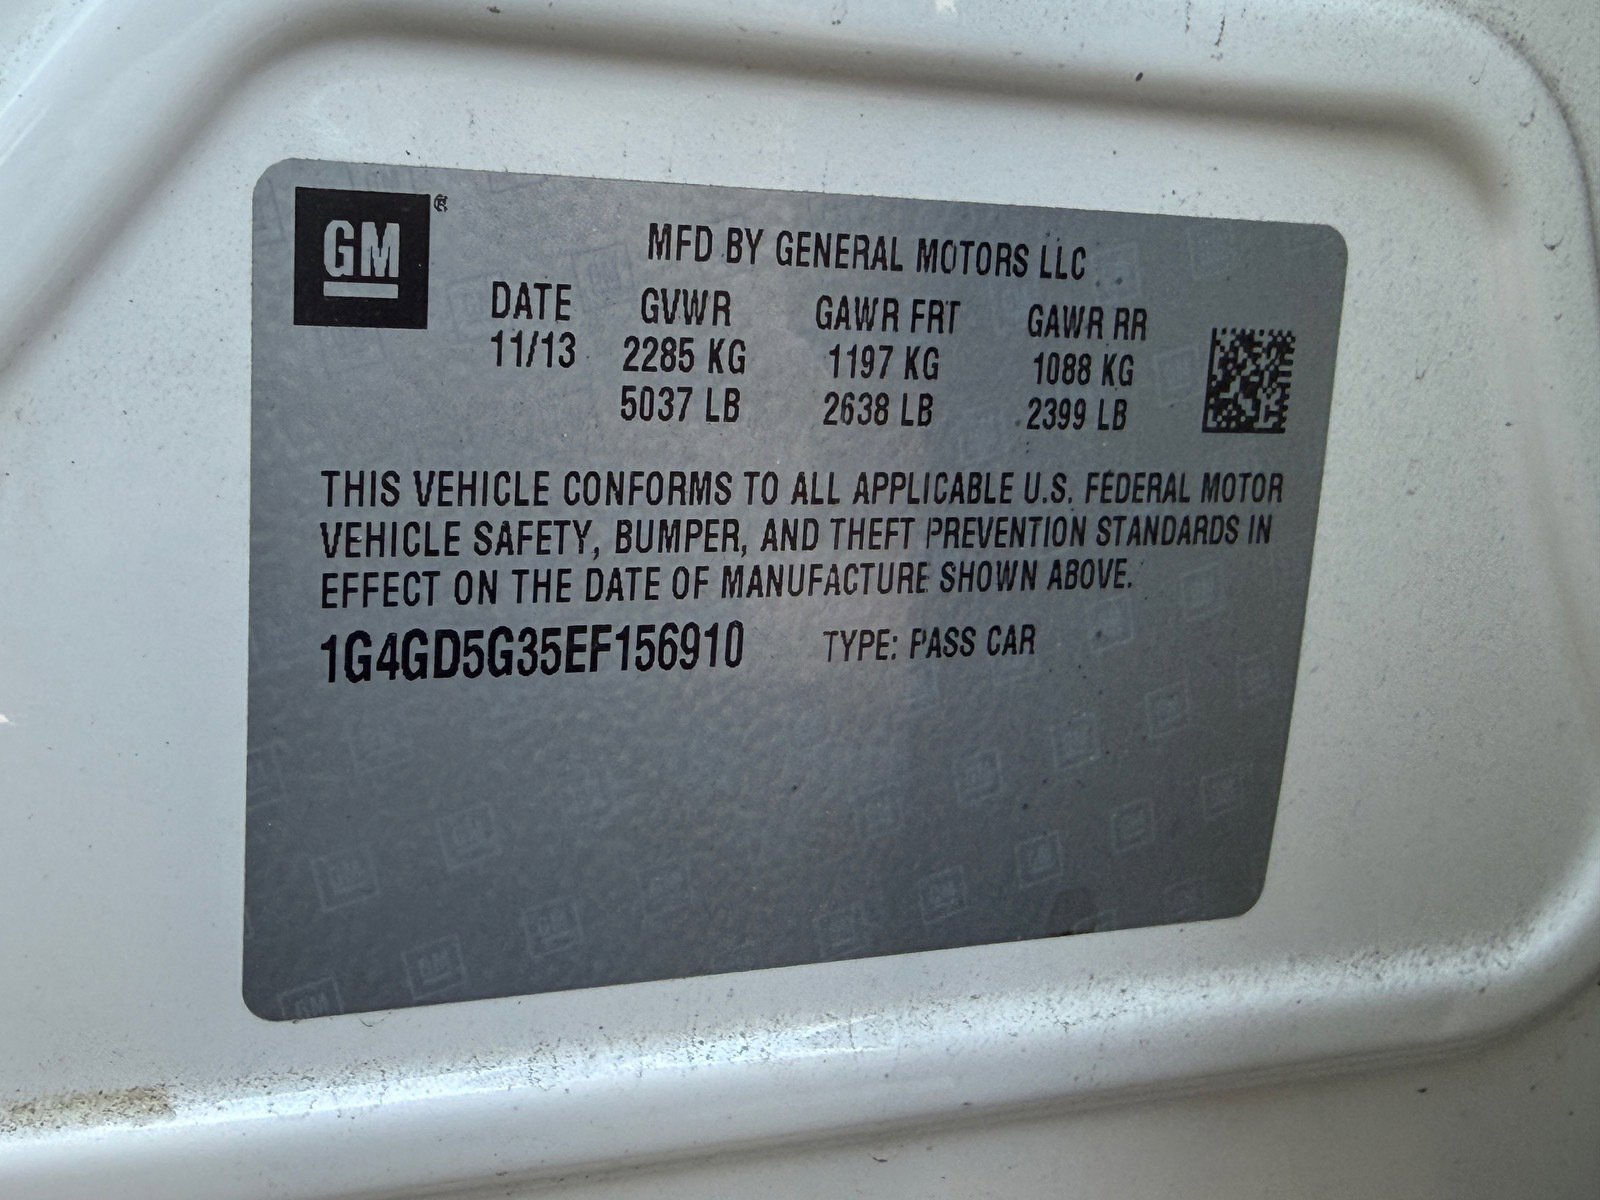 GM ®
MFD BY GENERAL MOTORS LLC
DATE GVWR GAWR FRT GAWR RR
11/13 2285 KG 1197 KG 1088 KG
5037 LB 2638 LB 2399 LB
THIS VEHICLE CONFORMS TO ALL APPLICABLE U.S. FEDERAL MOTOR
VEHICLE SAFETY, BUMPER, AND THEFT PREVENTION STANDARDS IN
EFFECT ON THE DATE OF MANUFACTURE SHOWN ABOVE.
1G4GD5G35EF156910 TYPE: PASS CAR